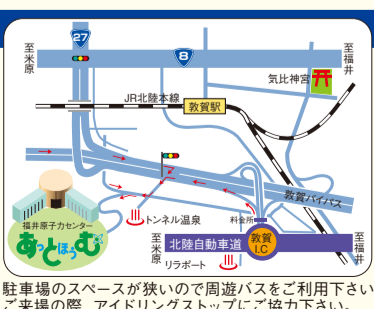 27
8
至米原
至福井
気比神宮
JR北陸本線
敦賀駅
敦賀バイパス
福井原子力センター
あっとほうむ
トンネル温泉
料金所
至米原
北陸自動車道
敦賀
I.C
至福井
リラポート
駐車場のスペースが狭いので周遊バスをご利用下さい
ご来場の際、アイドリングストップにご協力下さい。